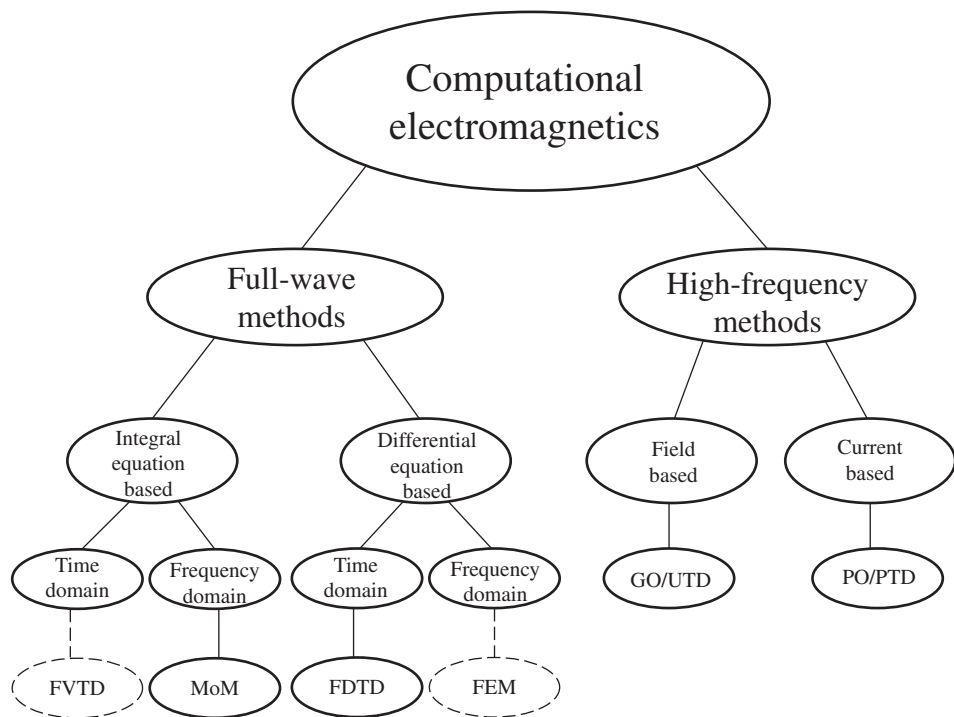 Computational
electromagnetics
Full-wave
methods
High-frequency
methods
Integral
equation
based
Differential
equation
based
Field
based
Current
based
Time
domain
Frequency
domain
Time
domain
Frequency
domain
GO/UTD
PO/PTD
FVTD
MoM
FDTD
FEM